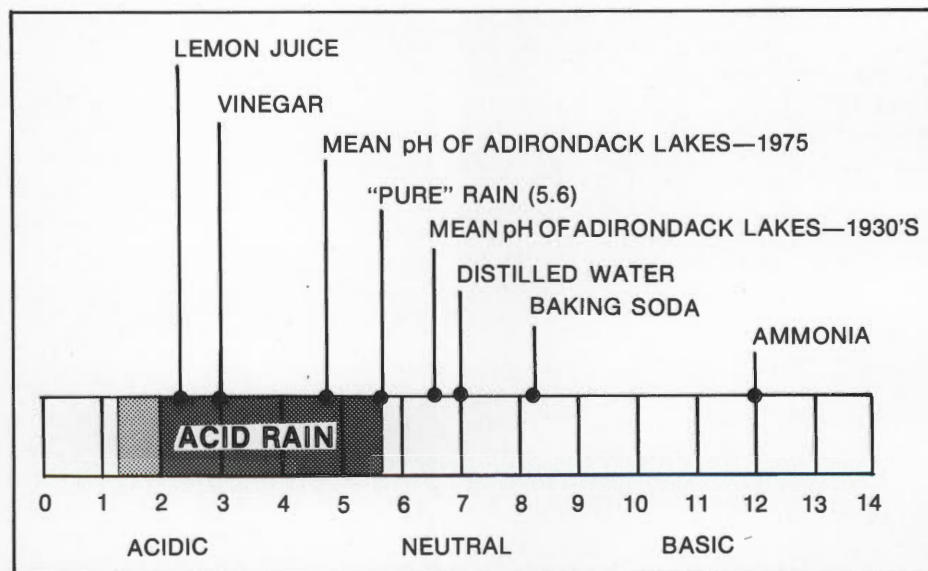 LEMON JUICE
VINEGAR
MEAN pH OF ADIRONDACK LAKES—1975
"PURE" RAIN (5.6)
MEAN pH OF ADIRONDACK LAKES—1930'S
DISTILLED WATER
BAKING SODA
AMMONIA
ACID RAIN
0 1 2 3 4 5 6 7 8 9 10 11 12 13 14
ACIDIC NEUTRAL BASIC